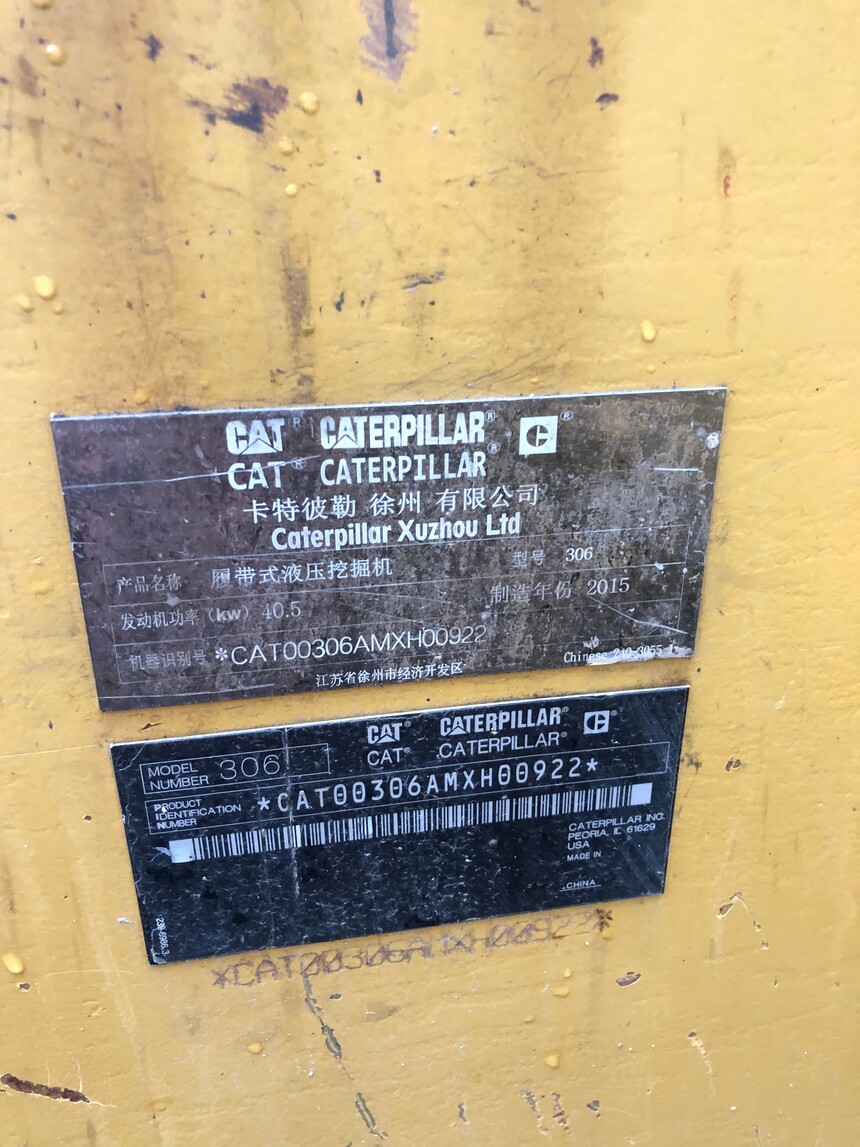 CAT® CATERPILLAR®
CAT® CATERPILLAR®
卡特彼勒 徐州 有限公司
Caterpillar Xuzhou Ltd
产品名称 履带式液压挖掘机 型号 306
发动机功率(kw) 40.5 制造年份 2015
机器识别号 *CAT00306AMXH00922
江苏省徐州市经济开发区 Chinese 210-3055
CAT® CATERPILLAR®
CAT® CATERPILLAR®
MODEL NUMBER 306
PRODUCT IDENTIFICATION NUMBER *CAT00306AMXH00922*
CATERPILLAR INC.
PEORIA, IL 61629
USA
MADE IN
CHINA
*CAT00306AMXH00922*